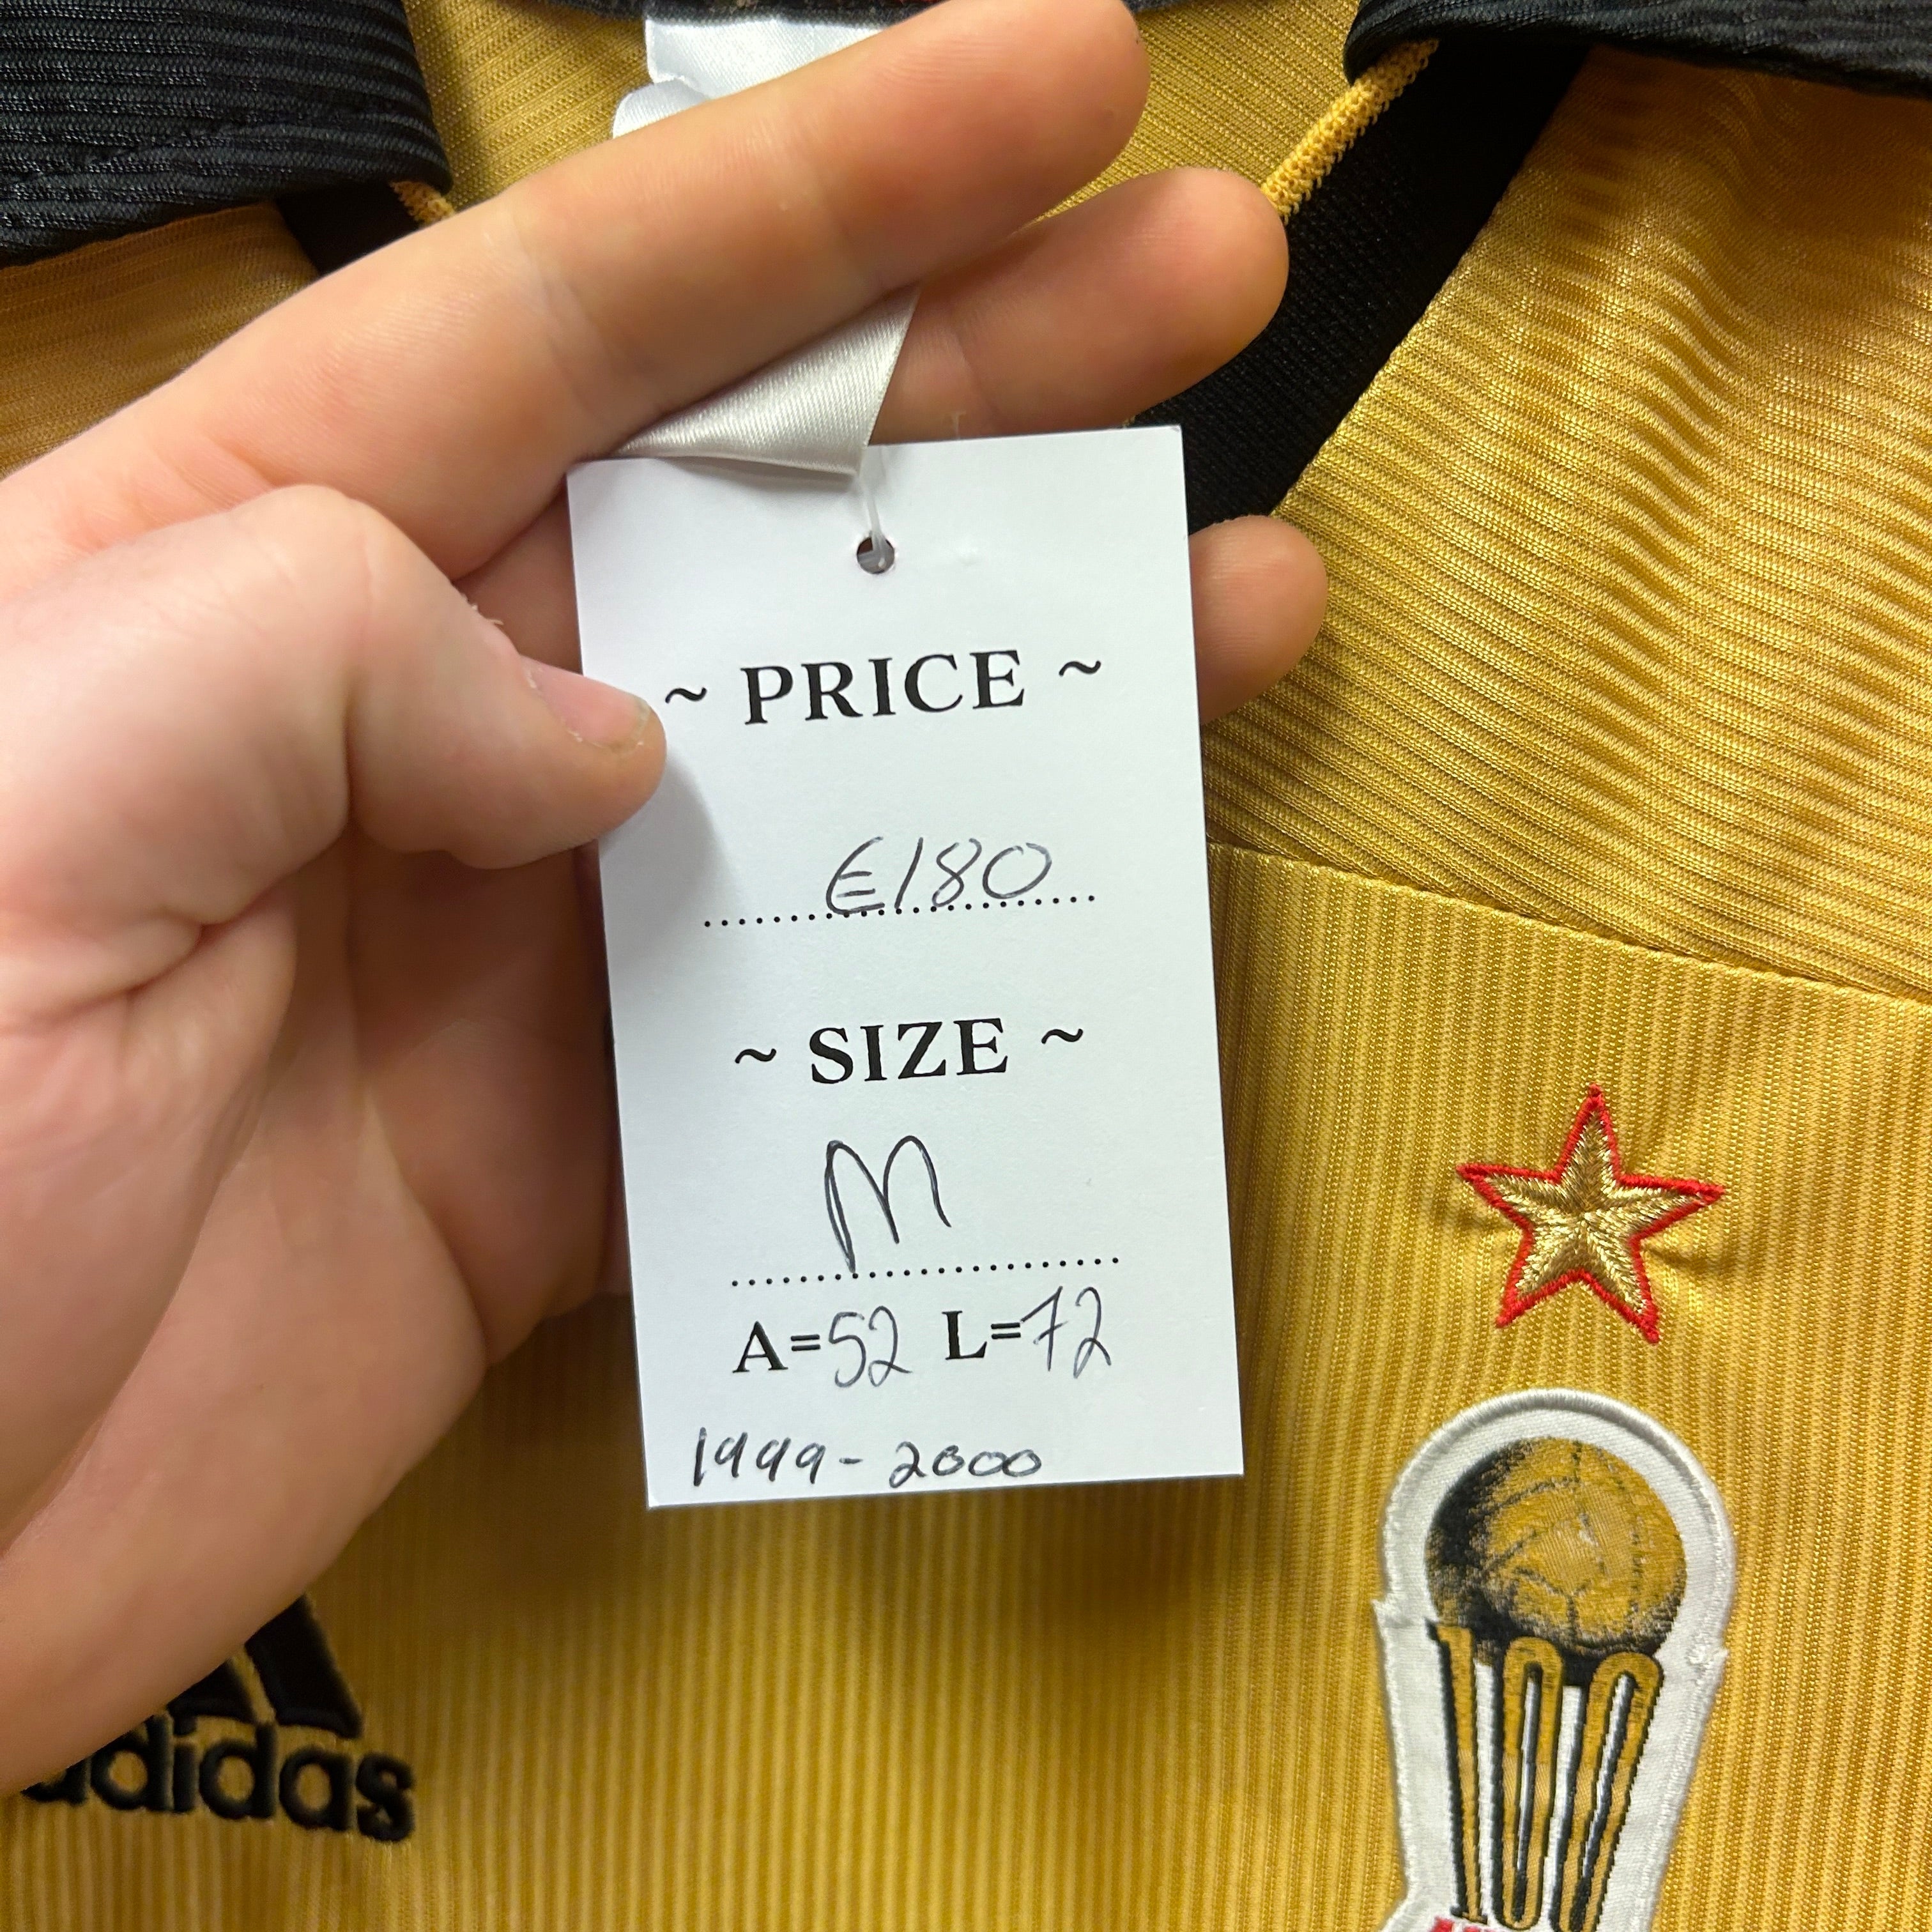 ~ PRICE ~
€180
~ SIZE ~
M
A=52 L=72
1999-2000
adidas
100